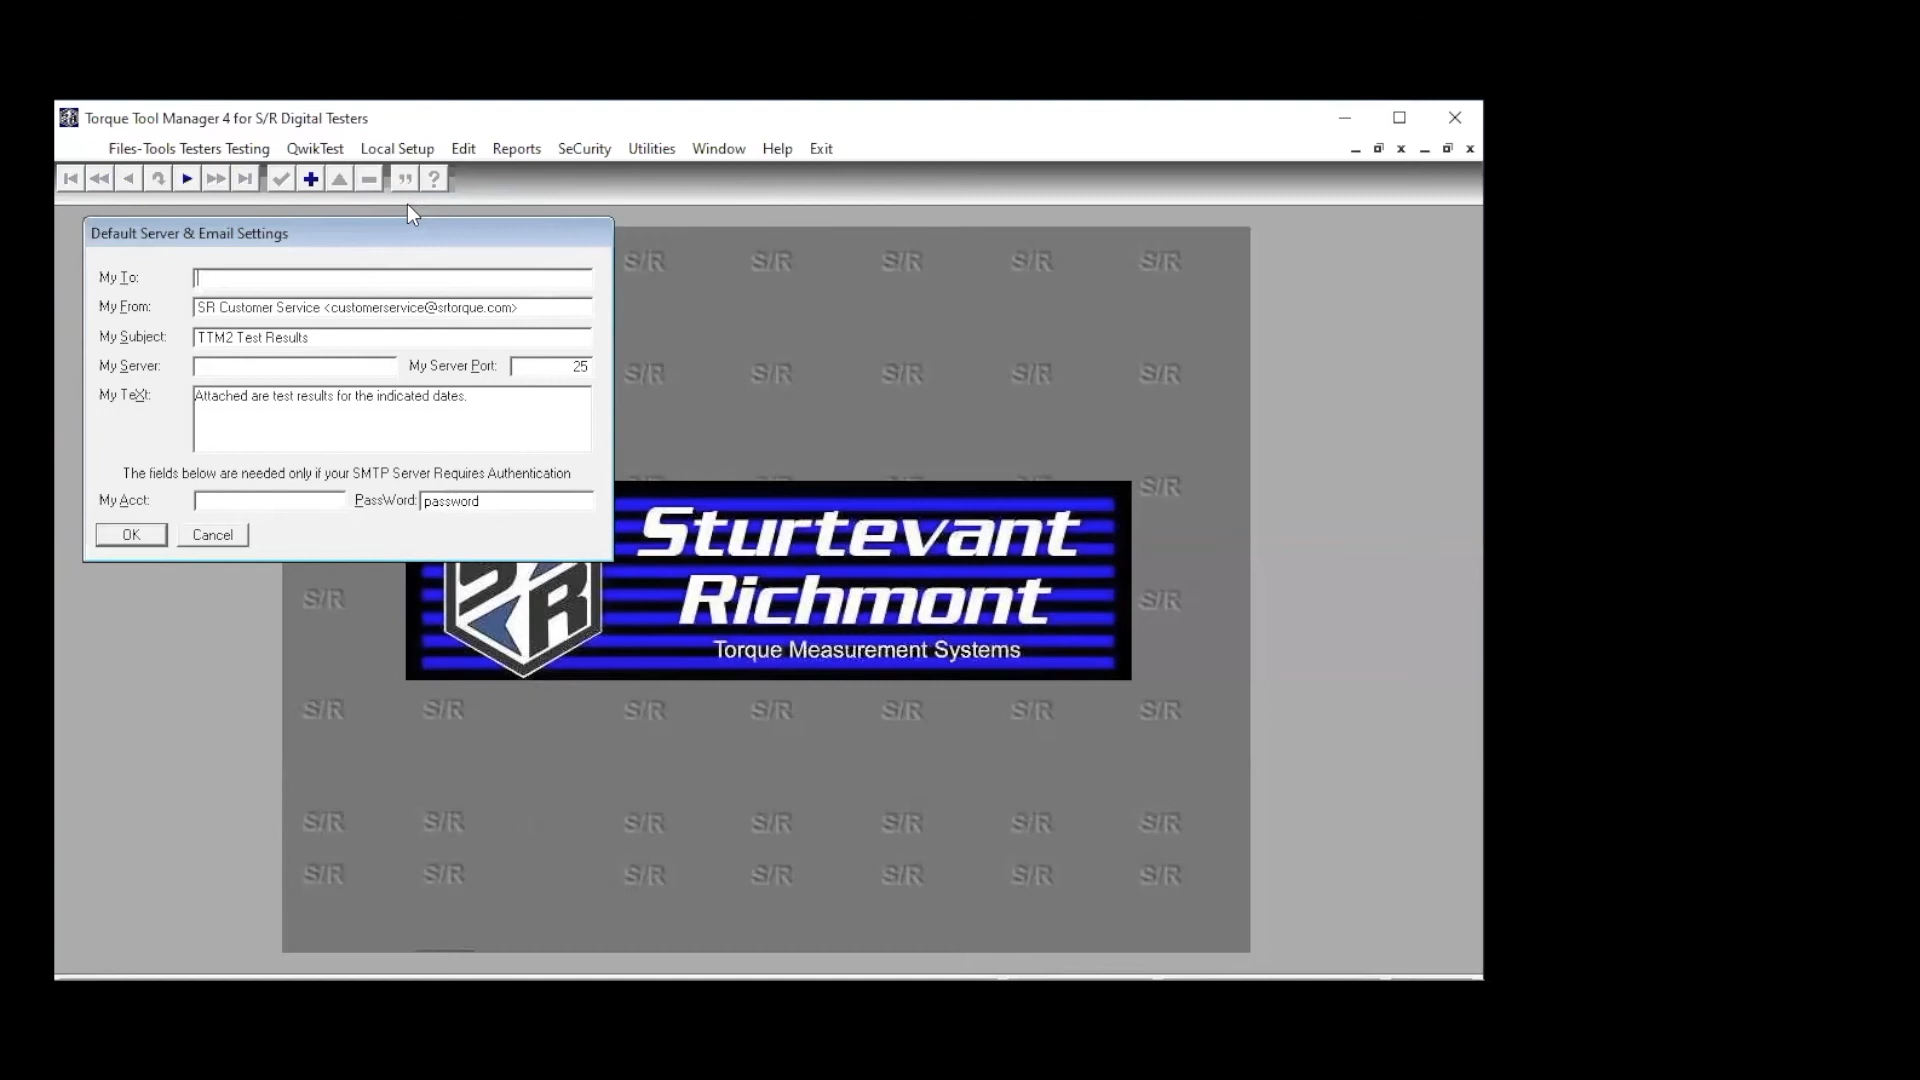 Torque Tool Manager 4 for S/R Digital Testers
Files-Tools Testers Testing QwikTest Local Setup Edit Reports SeCurity Utilities Window Help Exit
Default Server & Email Settings
My To:
My From: SR Customer Service <customerservice@srtorque.com>
My Subject: TTM2 Test Results
My Server: My Server Port: 25
My TeXt: Attached are test results for the indicated dates.
The fields below are needed only if your SMTP Server Requires Authentication
My Acct: PassWord: password
OK Cancel
S/R S/R S/R S/R S/R
S/R S/R S/R S/R S/R
S/R
Sturtevant
Richmont
Torque Measurement Systems
SR
S/R S/R
S/R S/R S/R S/R S/R S/R S/R
S/R S/R S/R S/R S/R S/R S/R
S/R S/R S/R S/R S/R S/R S/R